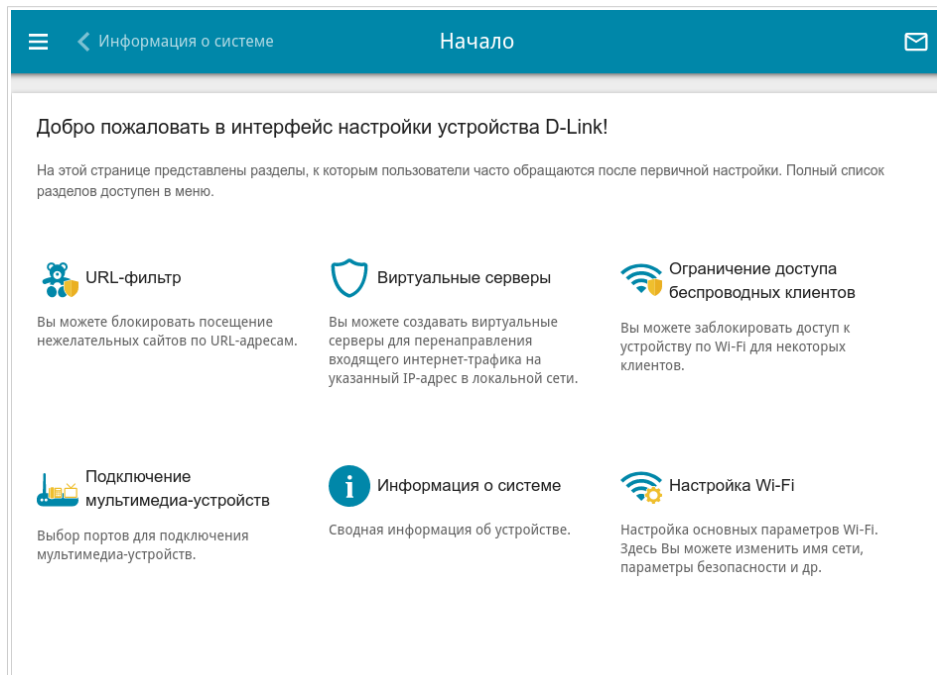 Информация о системе
Начало
Добро пожаловать в интерфейс настройки устройства D-Link!
На этой странице представлены разделы, к которым пользователи часто обращаются после первичной настройки. Полный список
разделов доступен в меню.
URL-фильтр
Вы можете блокировать посещение
нежелательных сайтов по URL-адресам.
Виртуальные серверы
Вы можете создавать виртуальные
серверы для перенаправления
входящего интернет-трафика на
указанный IP-адрес в локальной сети.
Ограничение доступа
беспроводных клиентов
Вы можете заблокировать доступ к
устройству по Wi-Fi для некоторых
клиентов.
Подключение
мультимедиа-устройств
Выбор портов для подключения
мультимедиа-устройств.
Информация о системе
Сводная информация об устройстве.
Настройка Wi-Fi
Настройка основных параметров Wi-Fi.
Здесь Вы можете изменить имя сети,
параметры безопасности и др.